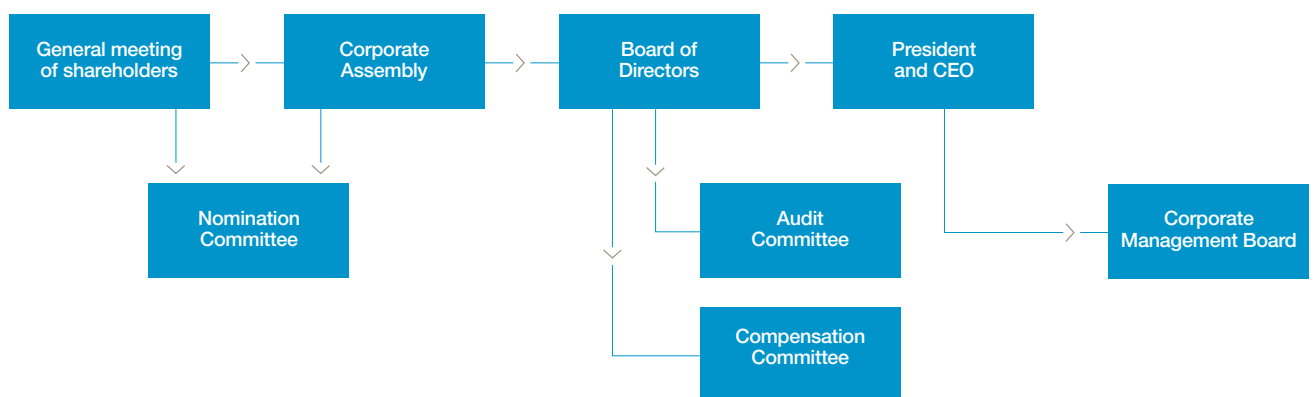 General meeting
of shareholders
Corporate
Assembly
Board of
Directors
President
and CEO
Nomination
Committee
Audit
Committee
Corporate
Management Board
Compensation
Committee